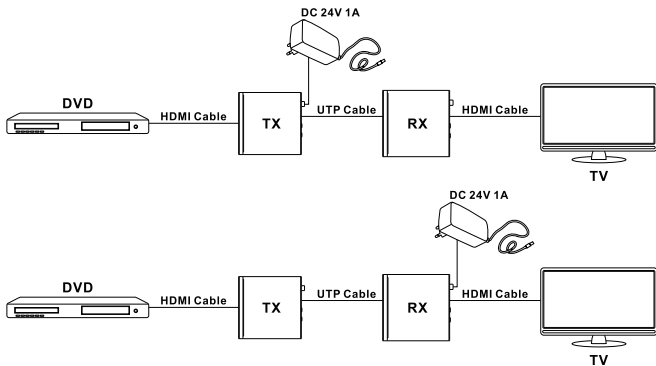 DC 24V 1A
DVD
HDMI Cable
TX
UTP Cable
RX
HDMI Cable
TV
DC 24V 1A
DVD
HDMI Cable
TX
UTP Cable
RX
HDMI Cable
TV